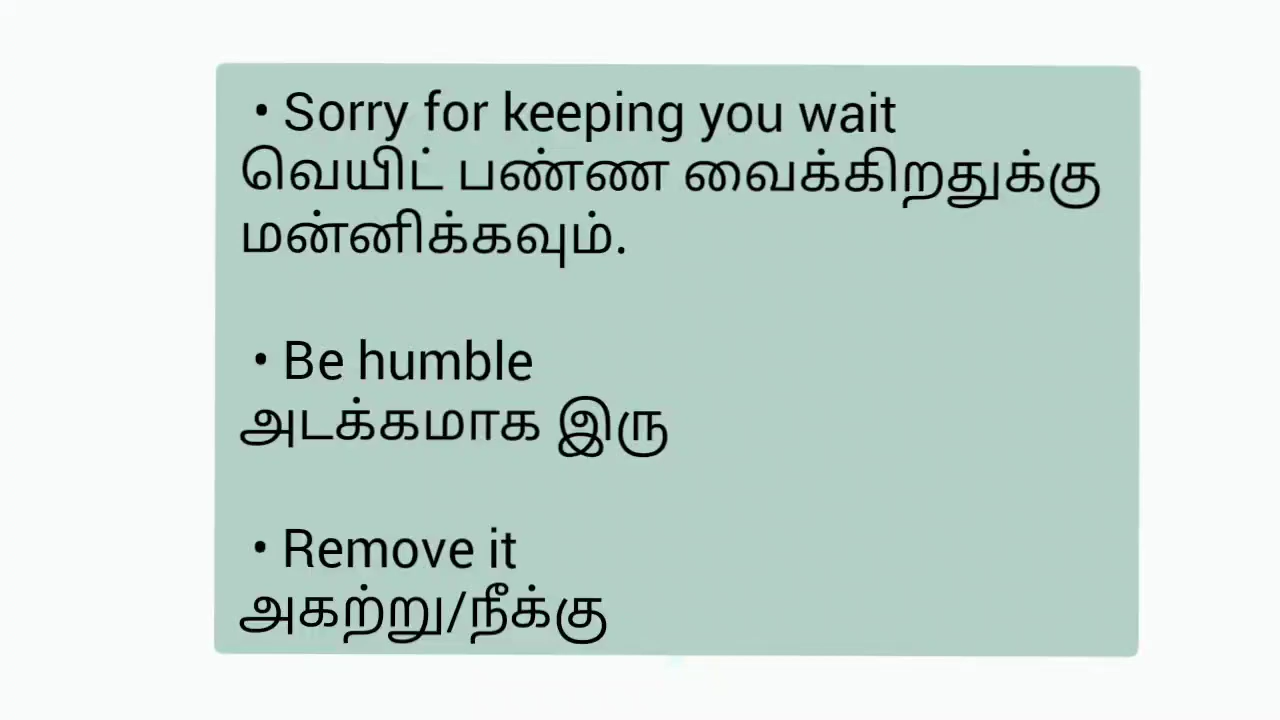 • Sorry for keeping you wait
வெயிட் பண்ண வைக்கிறதுக்கு
மன்னிக்கவும்.
• Be humble
அடக்கமாக இரு
• Remove it
அகற்று/நீக்கு